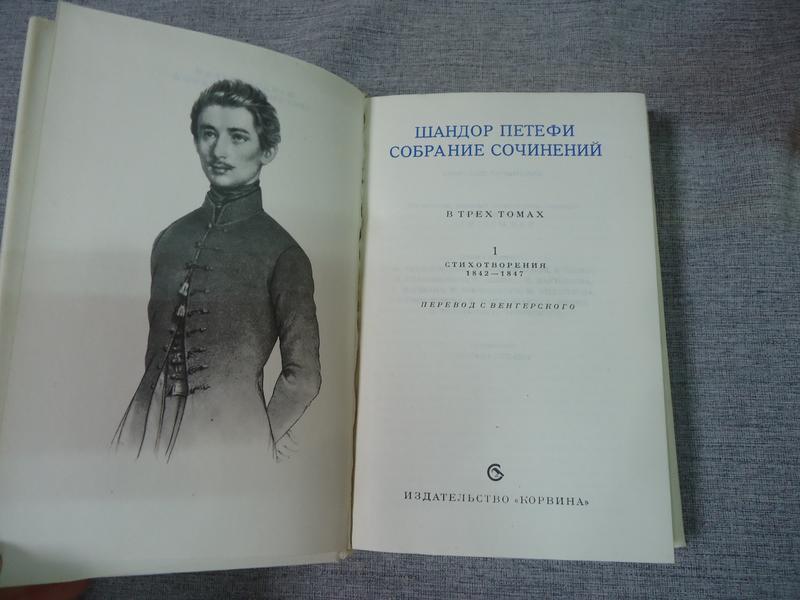 ШАНДОР ПЕТЕФИ
СОБРАНИЕ СОЧИНЕНИЙ
В ТРЕХ ТОМАХ
1
СТИХОТВОРЕНИЯ
1842—1847
ПЕРЕВОД С ВЕНГЕРСКОГО
ИЗДАТЕЛЬСТВО «КОРВИНА»